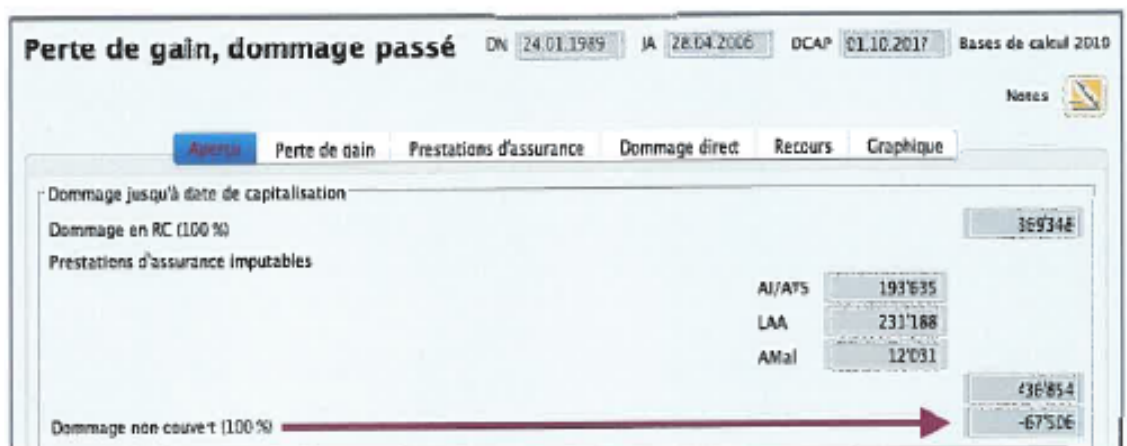 Perte de gain, dommage passé DN 24.01.1989 JA 28.04.2006 DCAP 01.10.2017 Bases de calcul 2010
Notes
Aperçu Perte de gain Prestations d'assurance Dommage direct Recours Graphique
Dommage jusqu'à date de capitalisation
Dommage en RC (100 %) 369'348
Prestations d'assurance imputables
AI/AVS 193'635
LAA 231'188
AMal 12'031
436'854
Dommage non couvert (100 %) -67'506